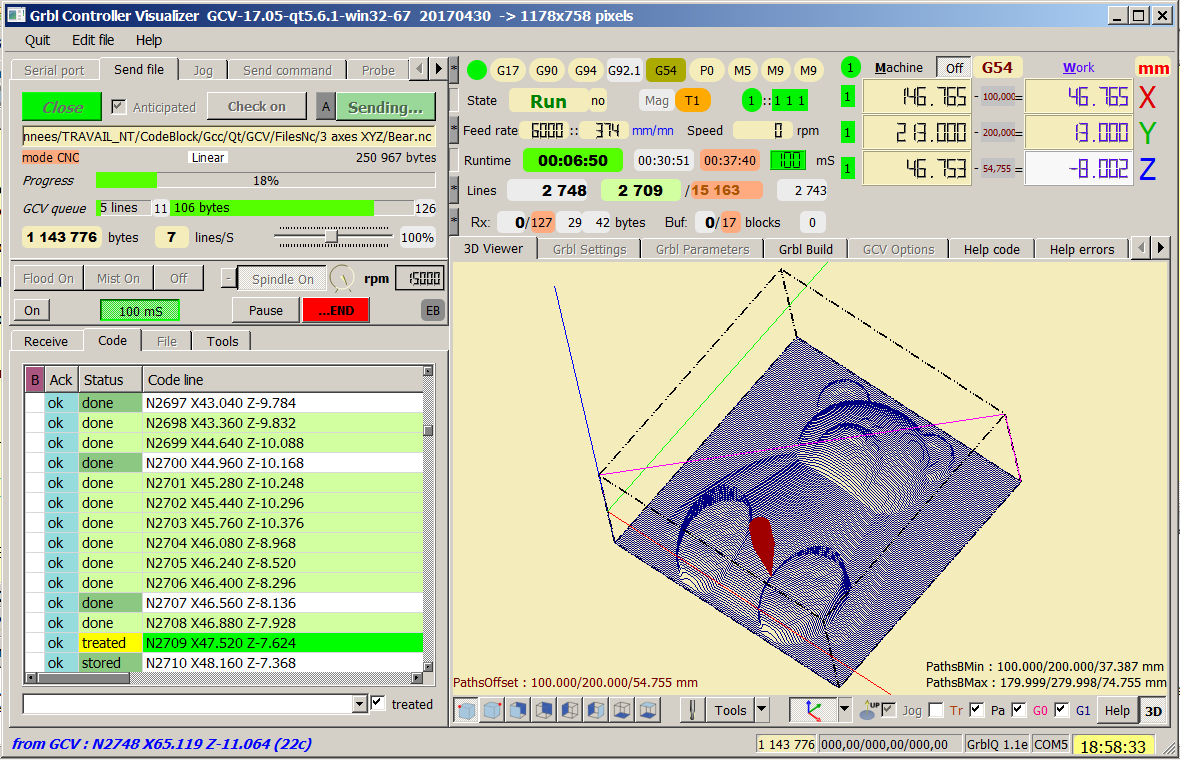 Grbl Controller Visualizer GCV-17.05-qt5.6.1-win32-67 20170430 -> 1178x758 pixels
Quit Edit file Help
Serial port Send file Jog Send command Probe
Close Anticipated Check on A Sending...
nnees/TRAVAIL_NT/CodeBlock/Gcc/Qt/GCV/FilesNc/3 axes XYZ/Bear.nc
mode CNC Linear 250 967 bytes
Progress 18%
GCV queue 5 lines 11 106 bytes 126
1 143 776 bytes 7 lines/S 100%
Flood On Mist On Off - Spindle On rpm 15000
On 100 mS Pause ...END EB
Receive Code File Tools
B Ack Status Code line
ok done N2697 X43.040 Z-9.784
ok done N2698 X43.360 Z-9.832
ok done N2699 X44.640 Z-10.088
ok done N2700 X44.960 Z-10.168
ok done N2701 X45.280 Z-10.248
ok done N2702 X45.440 Z-10.296
ok done N2703 X45.760 Z-10.376
ok done N2704 X46.080 Z-8.968
ok done N2705 X46.240 Z-8.520
ok done N2706 X46.400 Z-8.296
ok done N2707 X46.560 Z-8.136
ok done N2708 X46.880 Z-7.928
ok treated N2709 X47.520 Z-7.624
ok stored N2710 X48.160 Z-7.368
treated
* G17 G90 G94 G92.1 G54 P0 M5 M9 M9
State Run no Mag T1 1 :: 1 1 1
* Feed rate 6000 :: 374 mm/mn Speed 0 rpm
Runtime 00:06:50 00:30:51 00:37:40 100 mS
* Lines 2 748 2 709 / 15 163 2 743
* Rx: 0/127 29 42 bytes Buf: 0/17 blocks 0
1 Machine Off G54 Work mm
1 146.765 - 100,000= 46.765 X
1 213.000 - 200,000= 13.000 Y
1 46.753 - 54,755 = -8.002 Z
3D Viewer Grbl Settings Grbl Parameters Grbl Build GCV Options Help code Help errors
PathsBMin : 100.000/200.000/37.387 mm
PathsOffset : 100.000/200.000/54.755 mm
PathsBMax : 179.999/279.998/74.755 mm
Tools UP Jog Tr Pa G0 G1 Help 3D
from GCV : N2748 X65.119 Z-11.064 (22c)
1 143 776 000,00/000,00/000,00 GrblQ 1.1e COM5 18:58:33